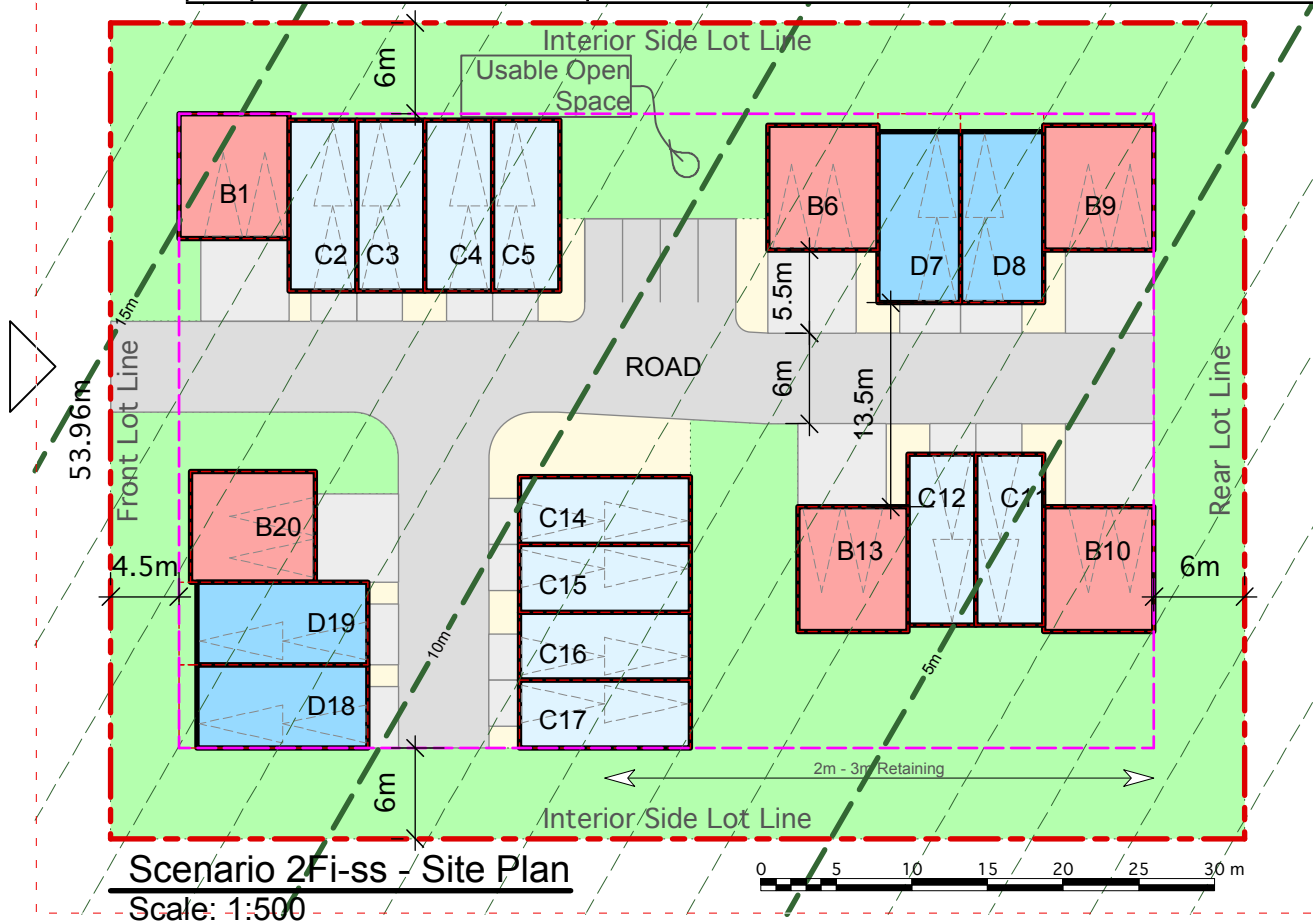 Interior Side Lot Line
6m
Usable Open
Space
B1
C2
C3
C4
C5
B6
D7
D8
B9
15m
5.5m
ROAD
6m
13.5m
53.96m
Front Lot Line
Rear Lot Line
B20
C14
C12
C11
B13
B10
4.5m
C15
6m
D19
10m
C16
5m
D18
C17
2m - 3m Retaining
6m
Interior Side Lot Line
Scenario 2Fi-ss - Site Plan
Scale: 1:500
0 5 10 15 20 25 30 m